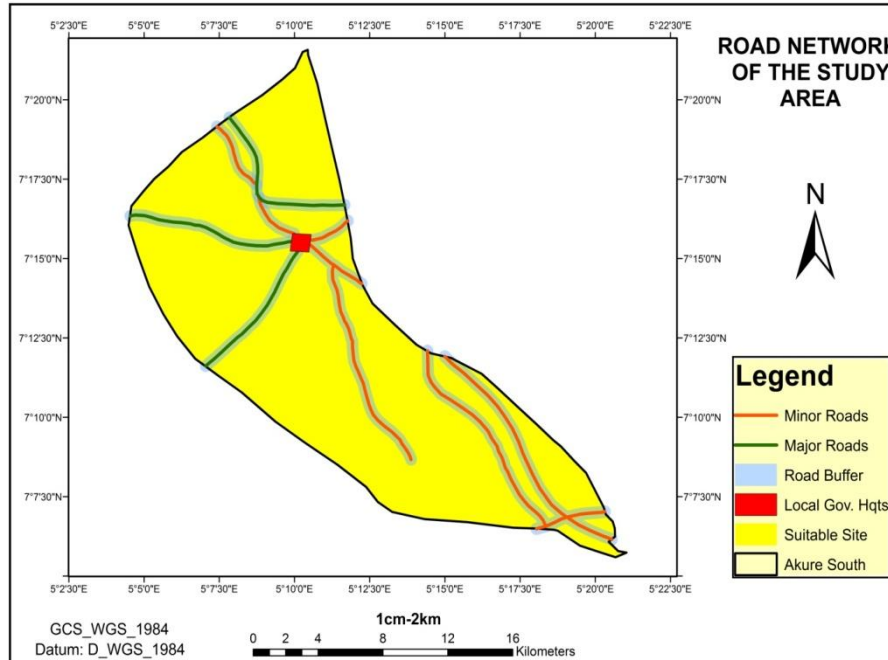 5°2'30"E 5°5'0"E 5°7'30"E 5°10'0"E 5°12'30"E 5°15'0"E 5°17'30"E 5°20'0"E 5°22'30"E
ROAD NETWORK
OF THE STUDY
AREA
7°20'0"N 7°20'0"N
7°17'30"N 7°17'30"N
N
7°15'0"N 7°15'0"N
7°12'30"N 7°12'30"N
7°10'0"N 7°10'0"N
7°7'30"N 7°7'30"N
Legend
Minor Roads
Major Roads
Road Buffer
Local Gov. Hqts
Suitable Site
Akure South
5°2'30"E 5°5'0"E 5°7'30"E 5°10'0"E 5°12'30"E 5°15'0"E 5°17'30"E 5°20'0"E 5°22'30"E
GCS_WGS_1984
Datum: D_WGS_1984
1cm-2km
0 2 4 8 12 16
Kilometers